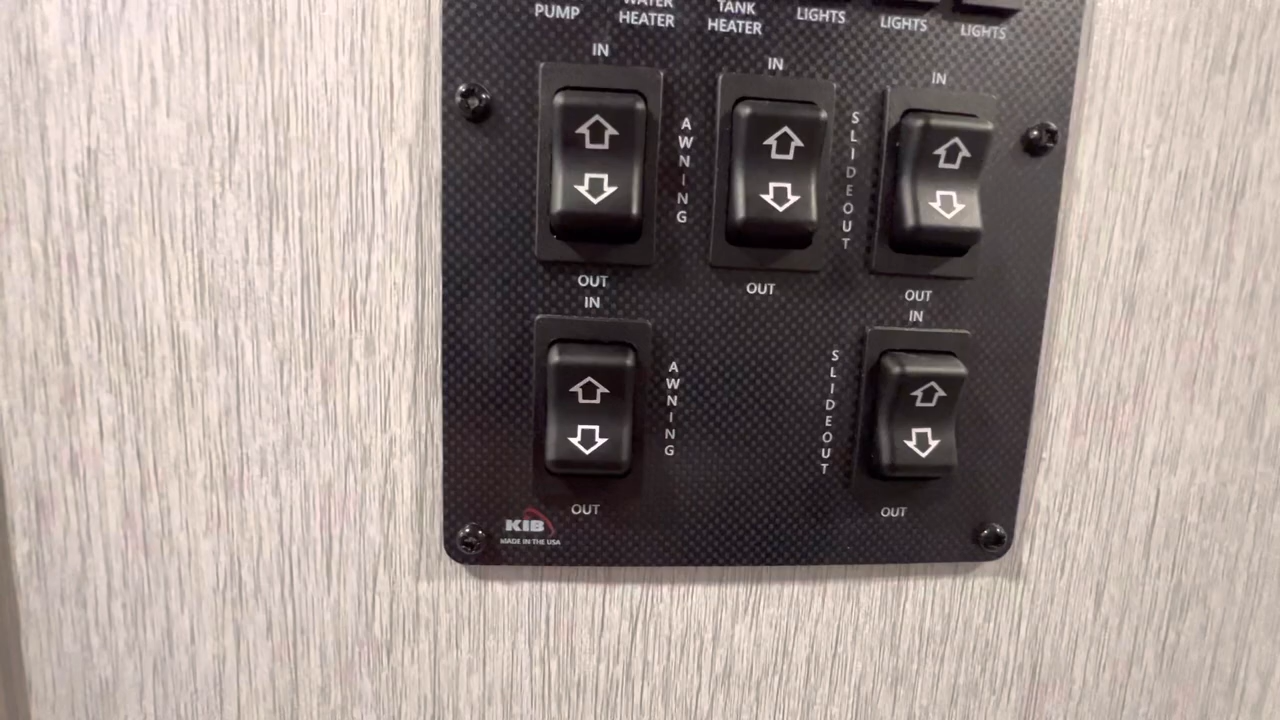 PUMP
WATER HEATER
TANK HEATER
LIGHTS
LIGHTS
LIGHTS
IN
IN
IN
AWNING
SLIDEOUT
OUT
OUT
OUT
IN
IN
AWNING
SLIDEOUT
OUT
OUT
KIB
MADE IN THE USA